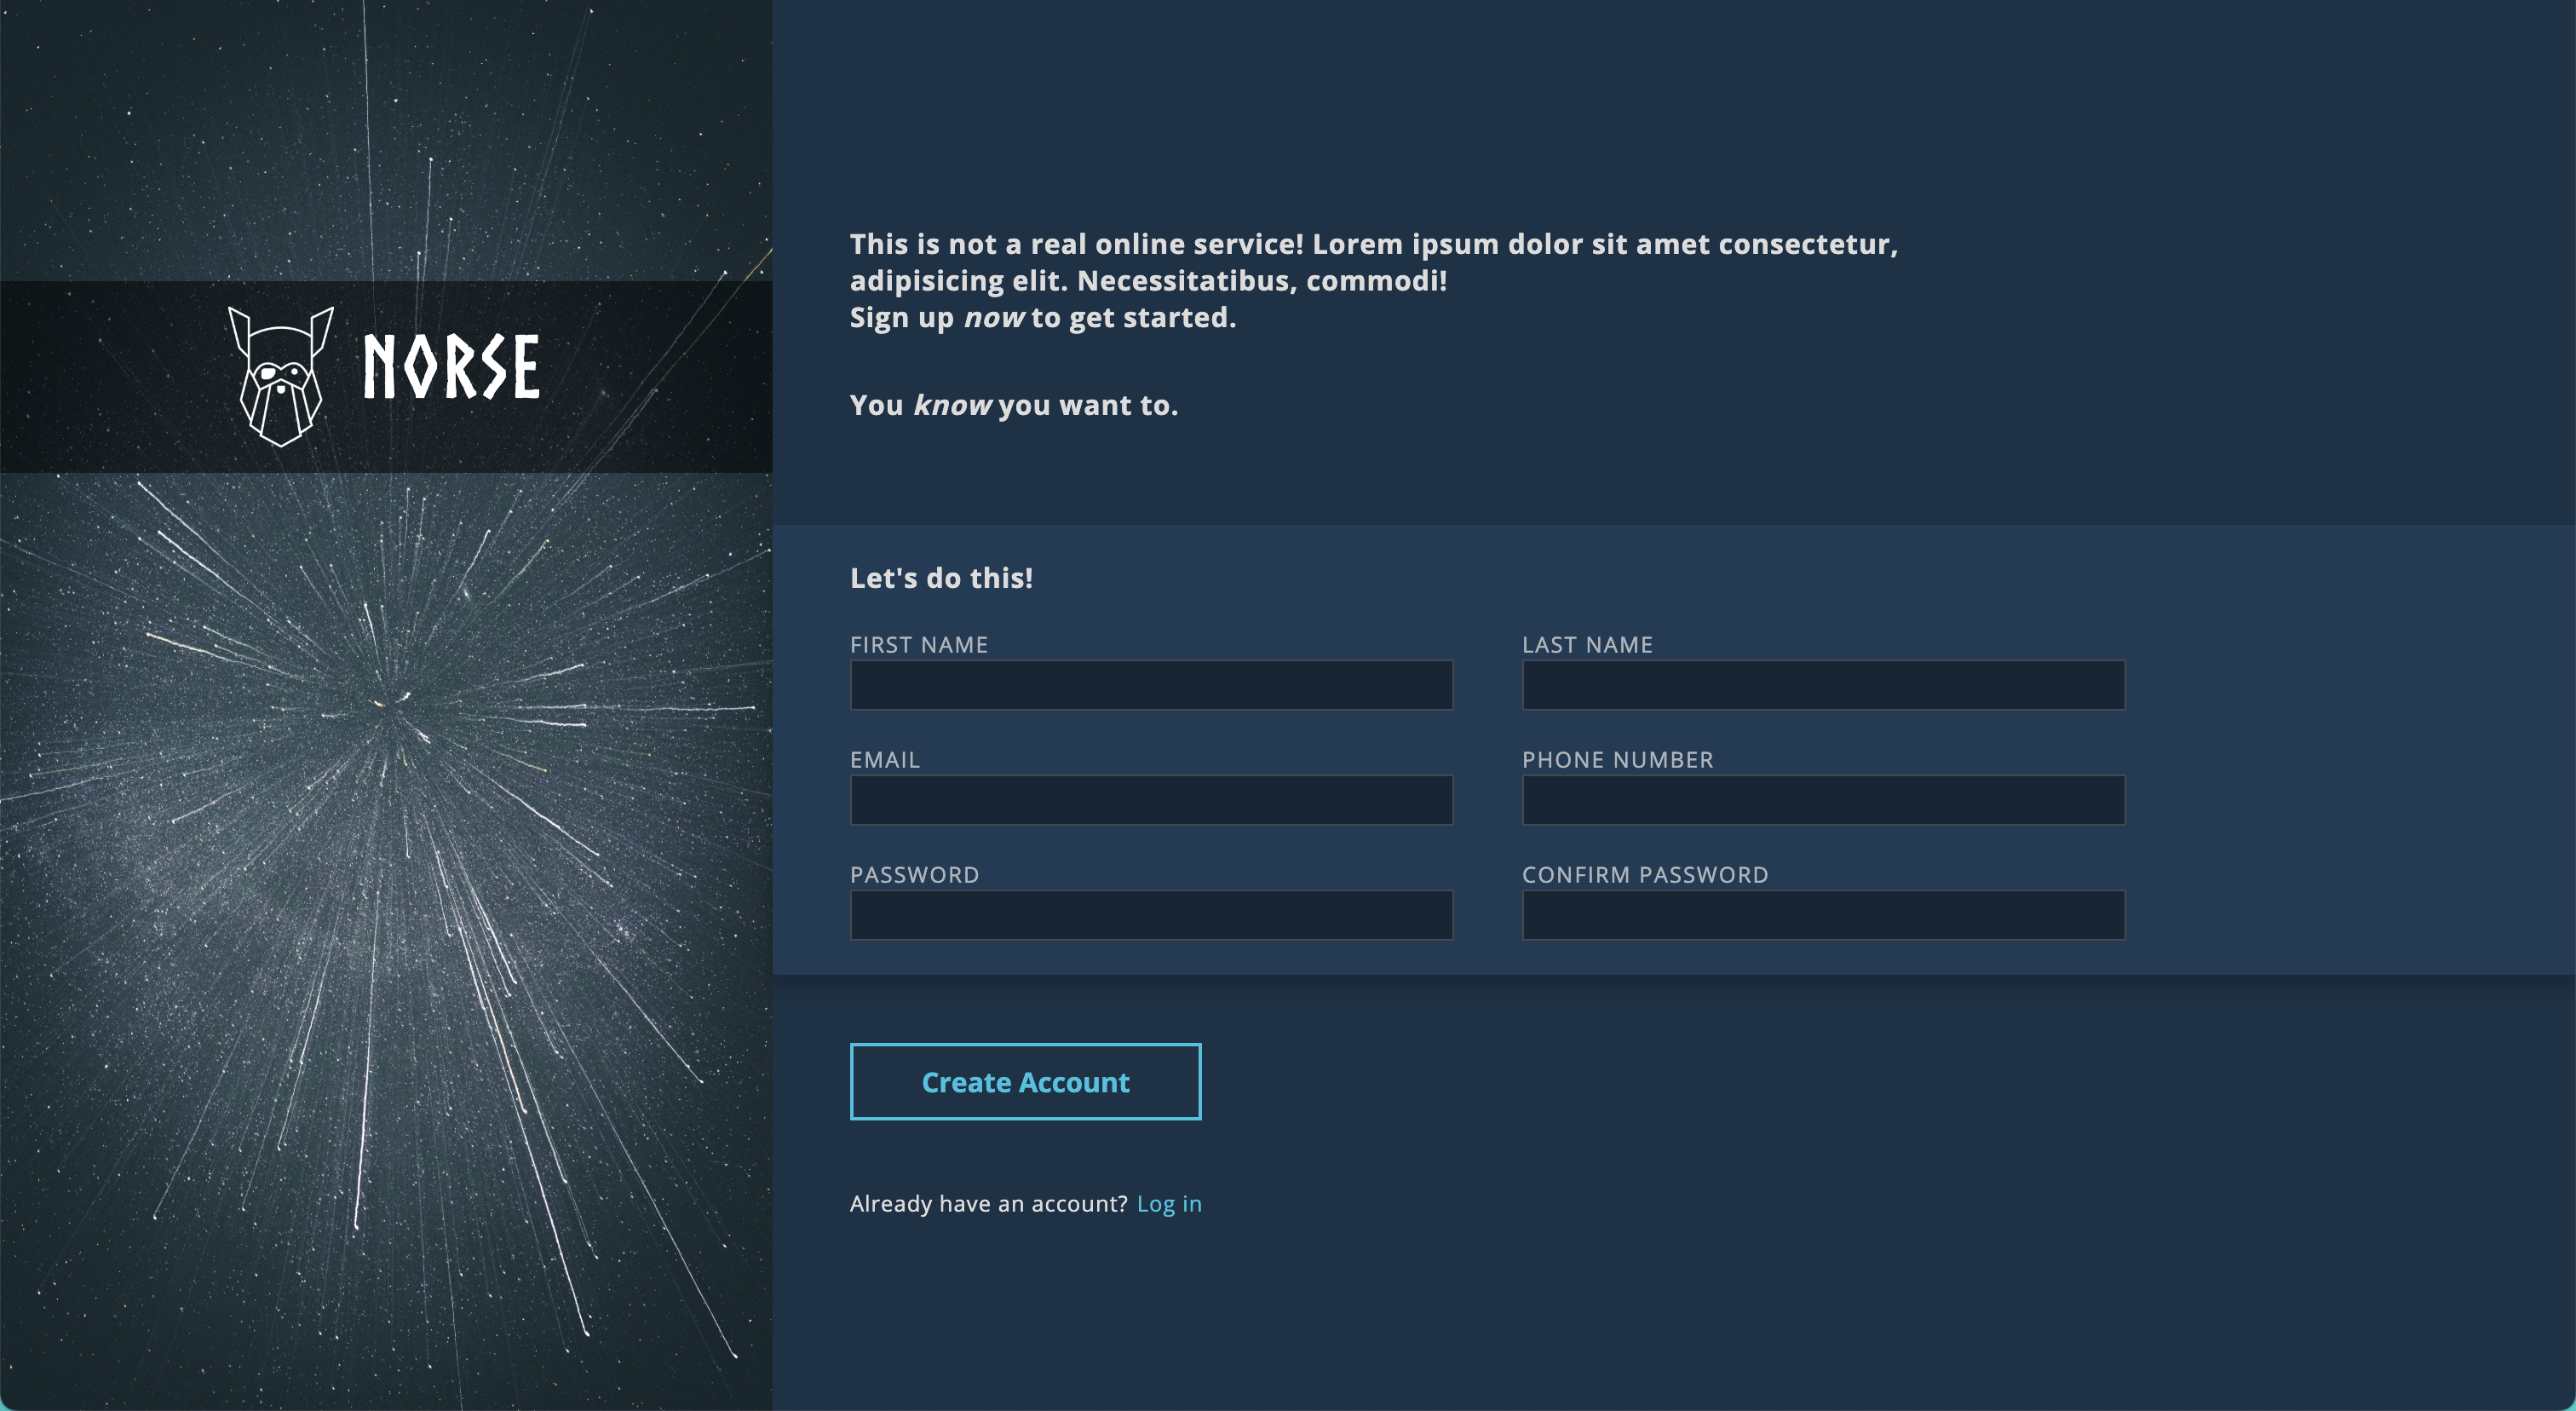 NORSE
This is not a real online service! Lorem ipsum dolor sit amet consectetur,
adipisicing elit. Necessitatibus, commodi!
Sign up now to get started.
You know you want to.
Let's do this!
FIRST NAME
LAST NAME
EMAIL
PHONE NUMBER
PASSWORD
CONFIRM PASSWORD
Create Account
Already have an account? Log in